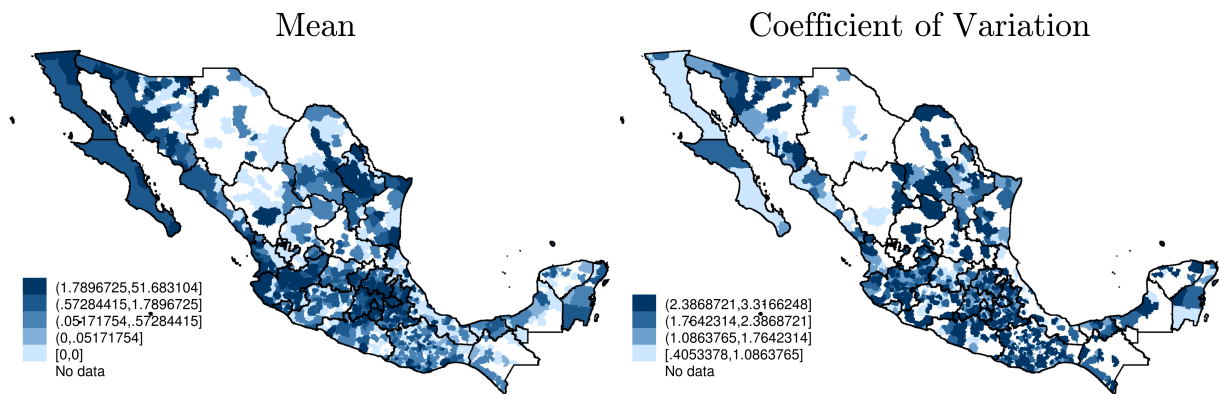 Mean
(1.7896725,51.683104]
(.57284415,1.7896725]
(.05171754,.57284415]
(0,.05171754]
[0,0]
No data
Coefficient of Variation
(2.3868721,3.3166248]
(1.7642314,2.3868721]
(1.0863765,1.7642314]
[.4053378,1.0863765]
No data